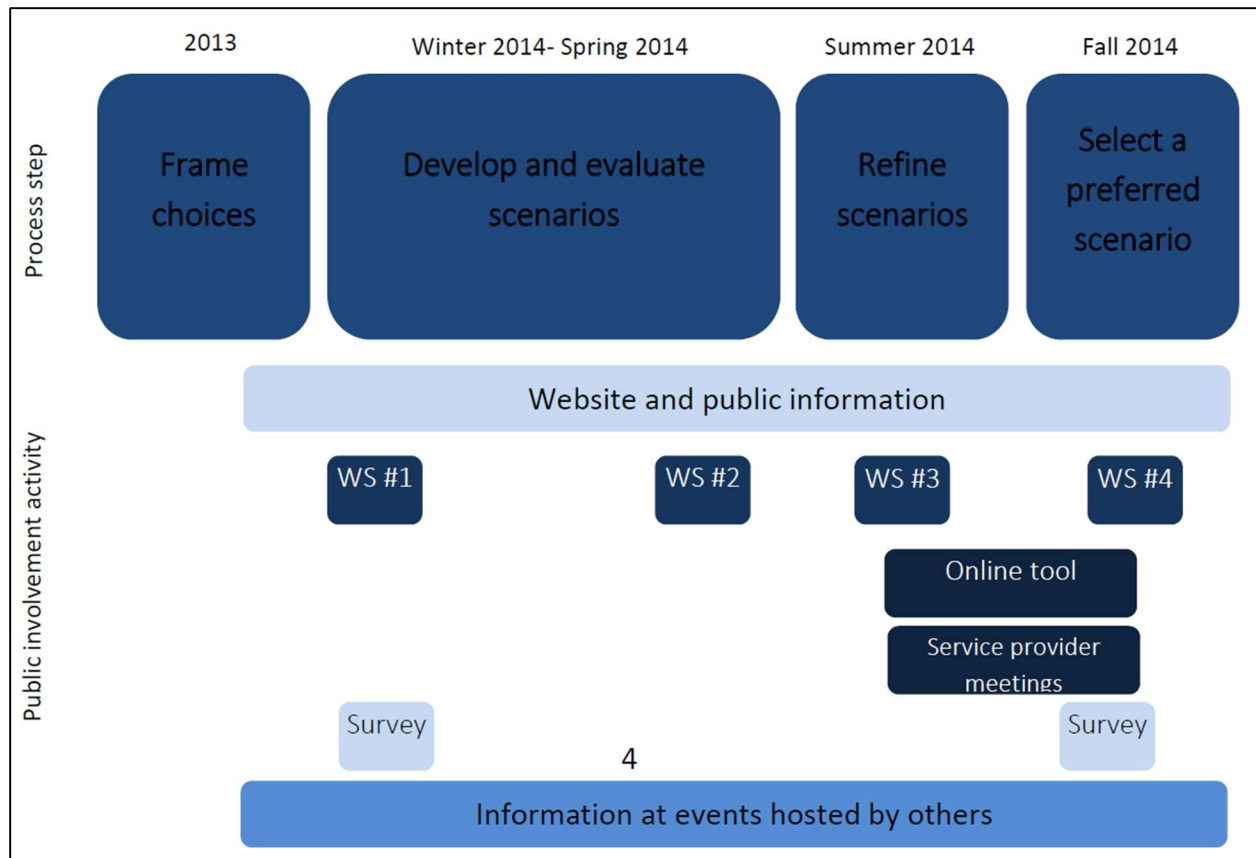 2013
Winter 2014- Spring 2014
Summer 2014
Fall 2014
Process step
Frame
choices
Develop and evaluate
scenarios
Refine
scenarios
Select a
preferred
scenario
Public involvement activity
Website and public information
WS #1
WS #2
WS #3
WS #4
Online tool
Service provider
meetings
Survey
Survey
4
Information at events hosted by others